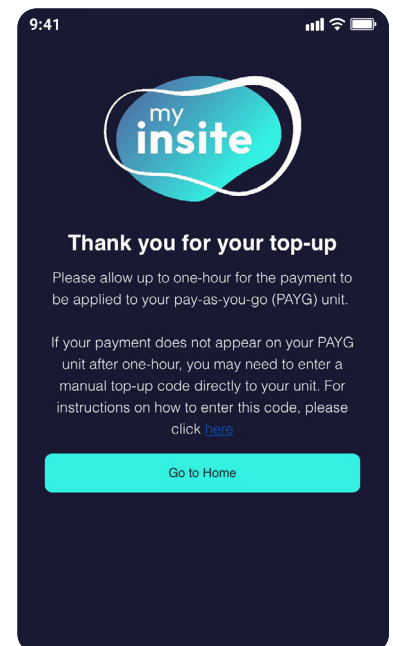 9:41
my
insite
Thank you for your top-up
Please allow up to one-hour for the payment to
be applied to your pay-as-you-go (PAYG) unit.
If your payment does not appear on your PAYG
unit after one-hour, you may need to enter a
manual top-up code directly to your unit. For
instructions on how to enter this code, please
click here
Go to Home